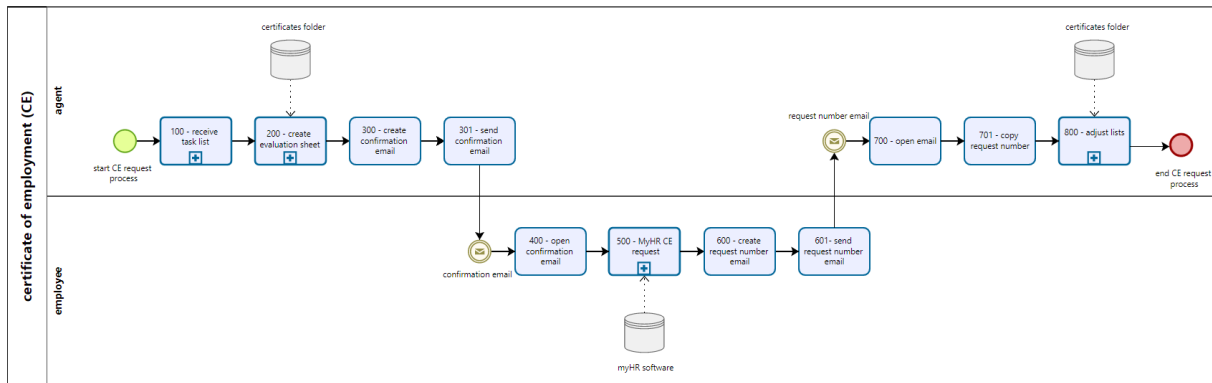 certificate of employment (CE)
agent
certificates folder
start CE request
process
100 - receive
task list
200 - create
evaluation sheet
300 - create
confirmation
email
301 - send
confirmation
email
request number email
700 - open email
701 - copy
request number
certificates folder
800 - adjust lists
end CE request
process
employee
confirmation email
400 - open
confirmation
email
500 - MyHR CE
request
600 - create
request number
email
601- send
request number
email
myHR software